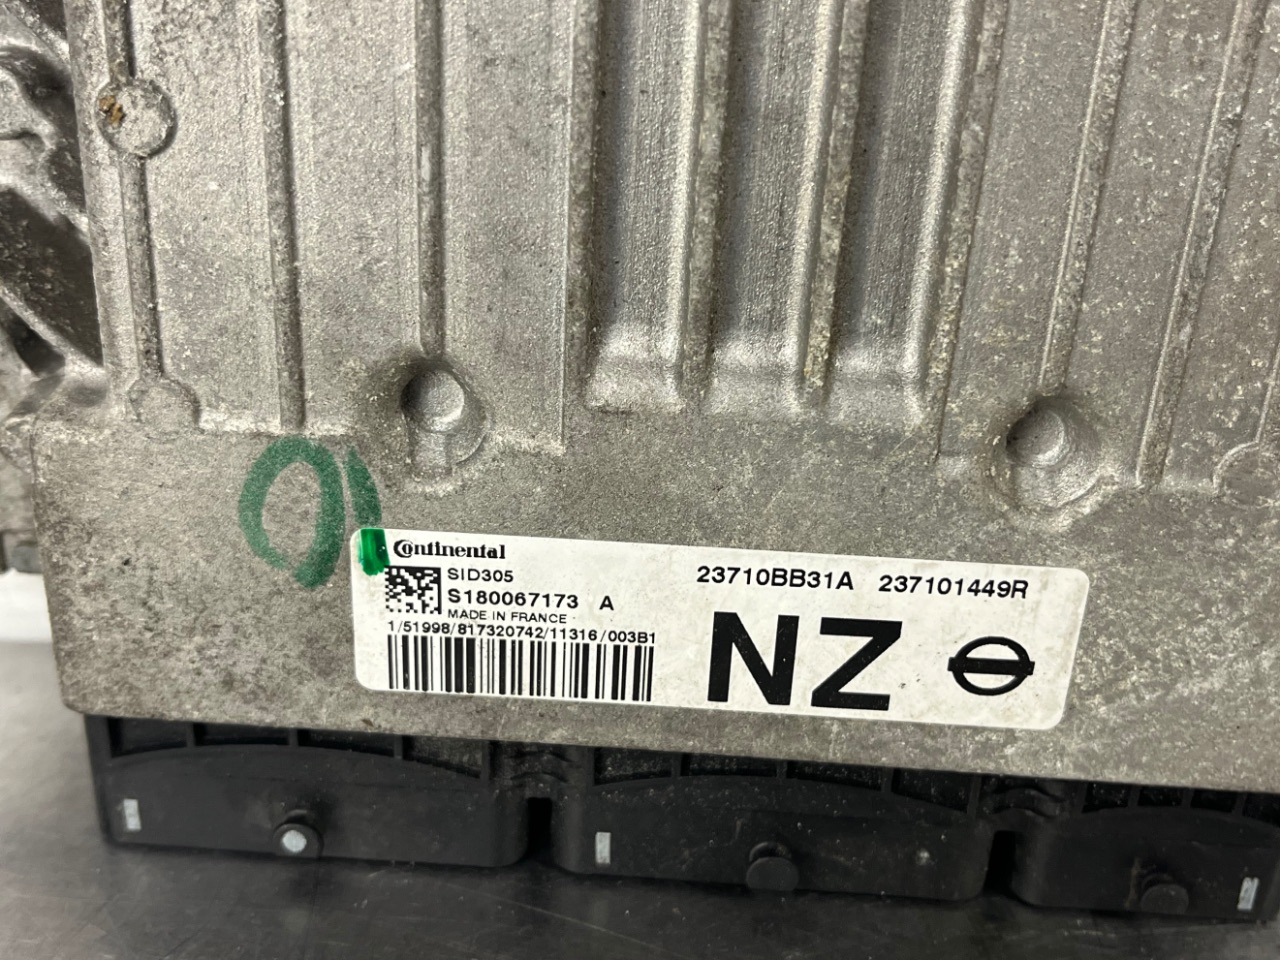 Continental
SID305
S180067173 A
MADE IN FRANCE
1/51998/817320742/11316/003B1
23710BB31A 237101449R
NZ